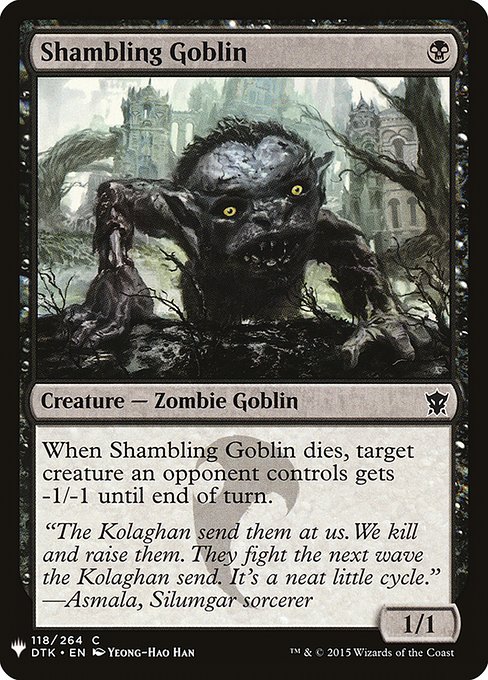 Shambling Goblin
Creature — Zombie Goblin
When Shambling Goblin dies, target
creature an opponent controls gets
-1/-1 until end of turn.
“The Kolaghan send them at us. We kill
and raise them. They fight the next wave
the Kolaghan send. It’s a neat little cycle.”
—Asmala, Silumgar sorcerer
1/1
118/264 C
DTK • EN Yeong-Hao Han
™ & © 2015 Wizards of the Coast